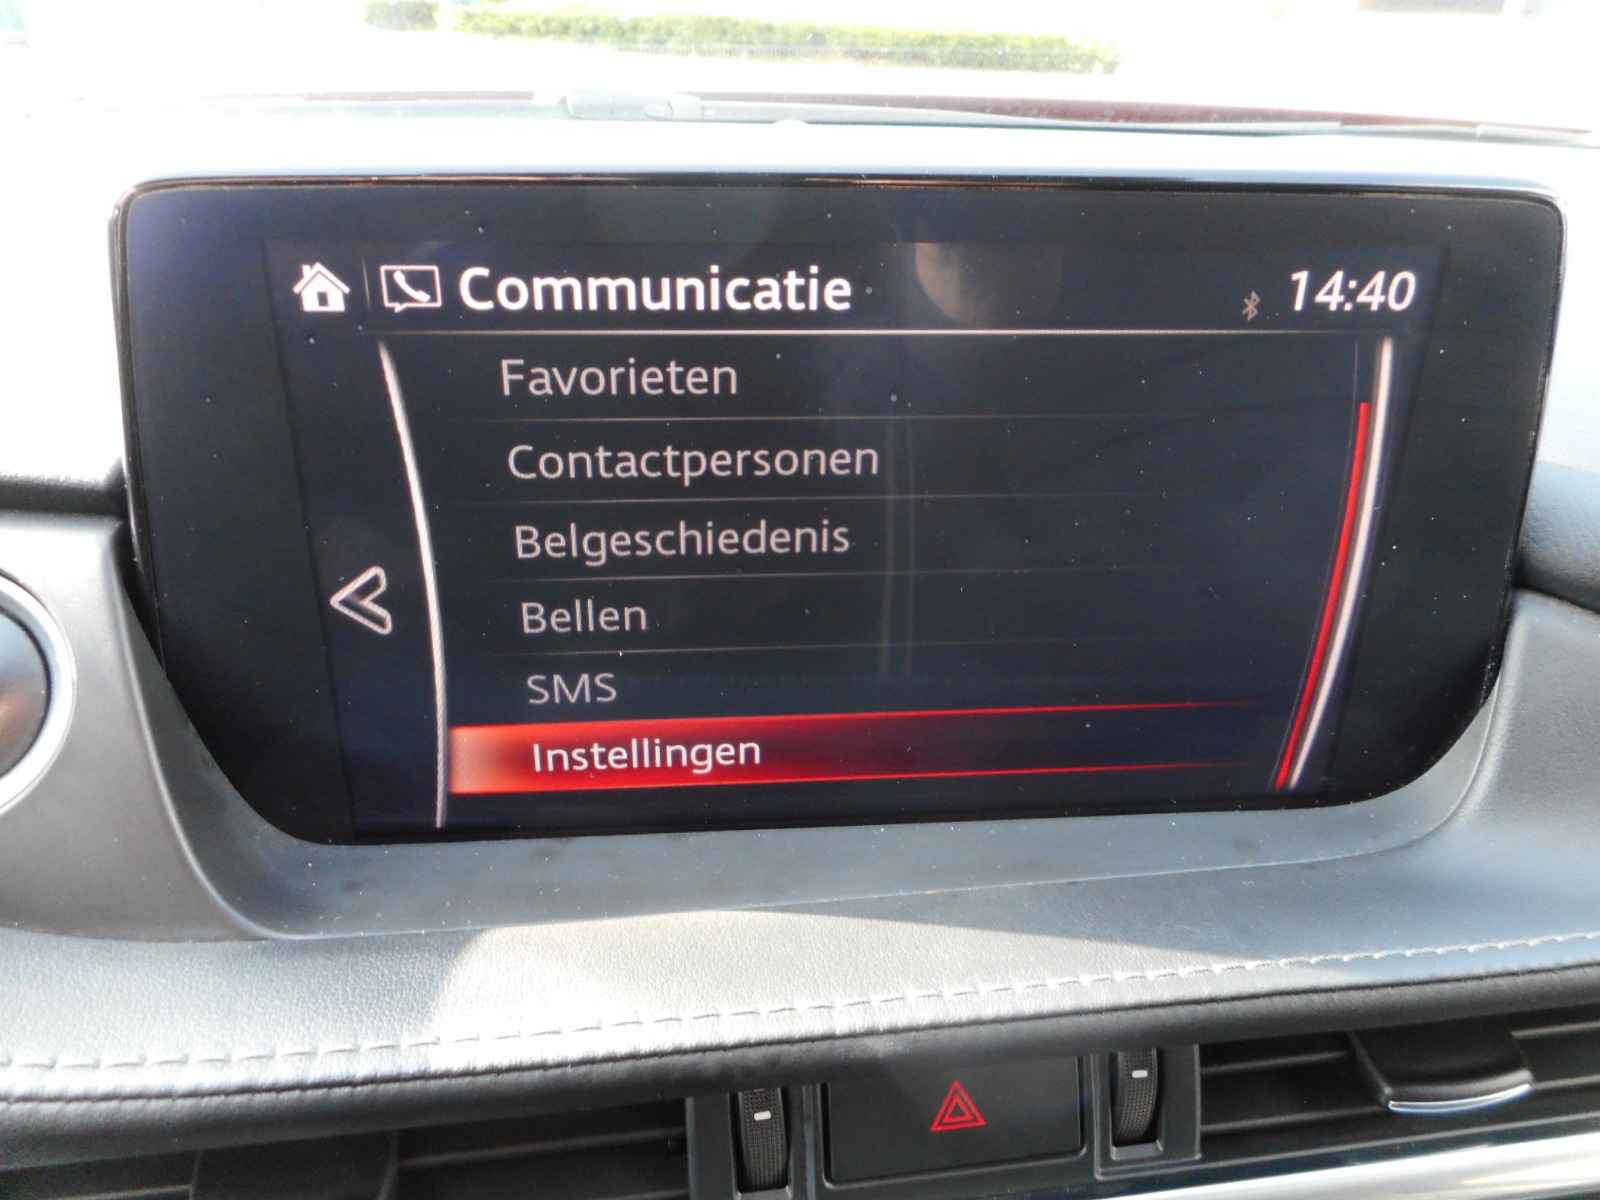 Communicatie
14:40
Favorieten
Contactpersonen
Belgeschiedenis
Bellen
SMS
Instellingen